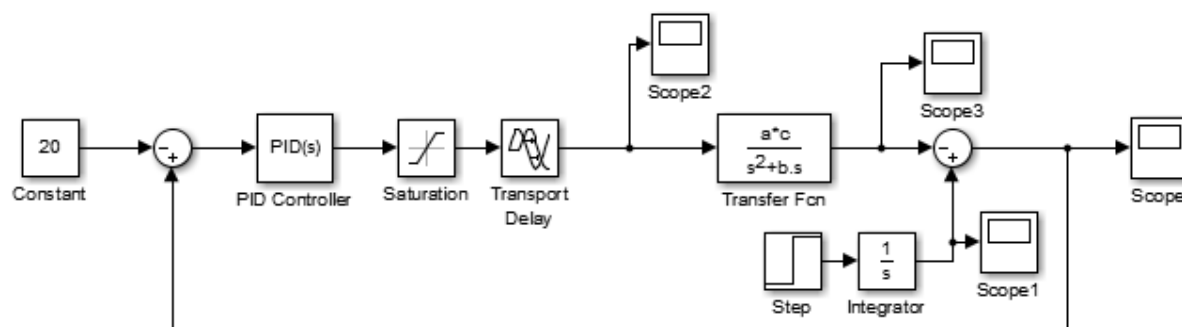 Scope2
Scope3
20
Constant
-
+
PID(s)
PID Controller
Saturation
Transport
Delay
a*c
s2+b.s
Transfer Fcn
-
+
Scope
Step
1
s
Integrator
Scope1